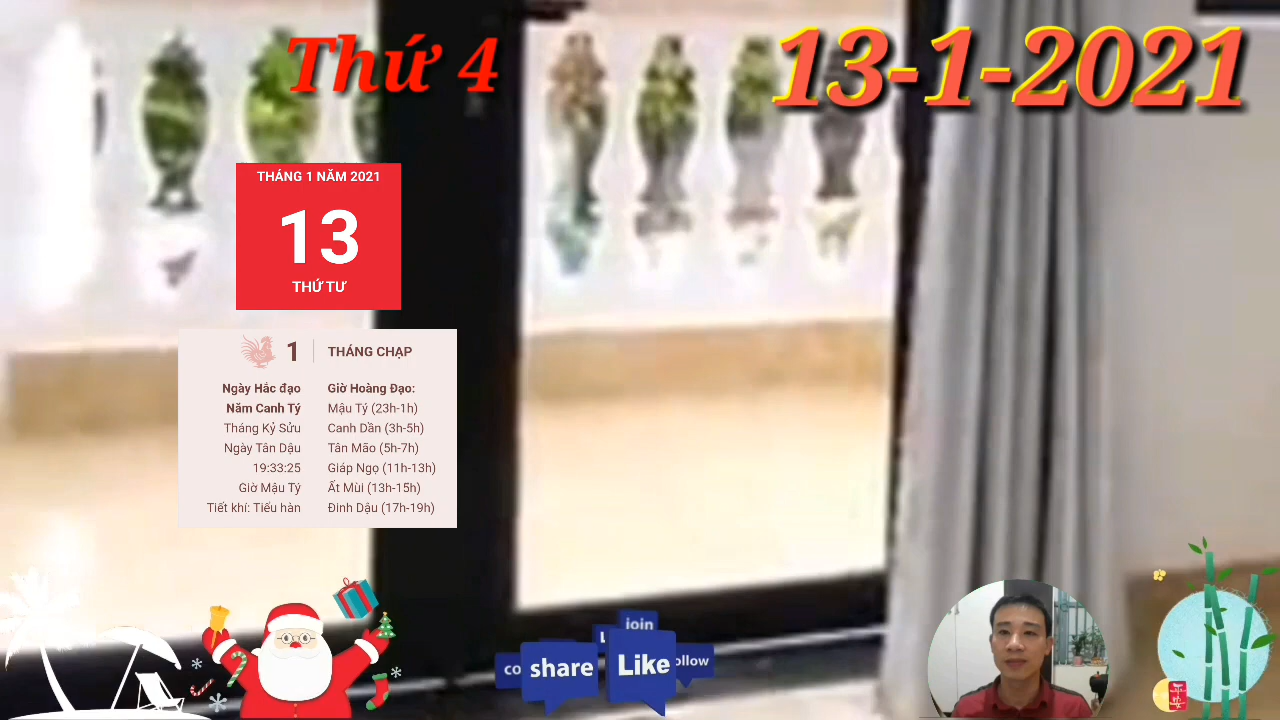 Thứ 4
13-1-2021
THÁNG 1 NĂM 2021
13
THỨ TƯ
1 THÁNG CHẠP
Ngày Hắc đạo
Năm Canh Tý
Tháng Kỷ Sửu
Ngày Tân Dậu
19:33:25
Giờ Mậu Tý
Tiết khí: Tiểu hàn
Giờ Hoàng Đạo:
Mậu Tý (23h-1h)
Canh Dần (3h-5h)
Tân Mão (5h-7h)
Giáp Ngọ (11h-13h)
Ất Mùi (13h-15h)
Đinh Dậu (17h-19h)
join
share
Like